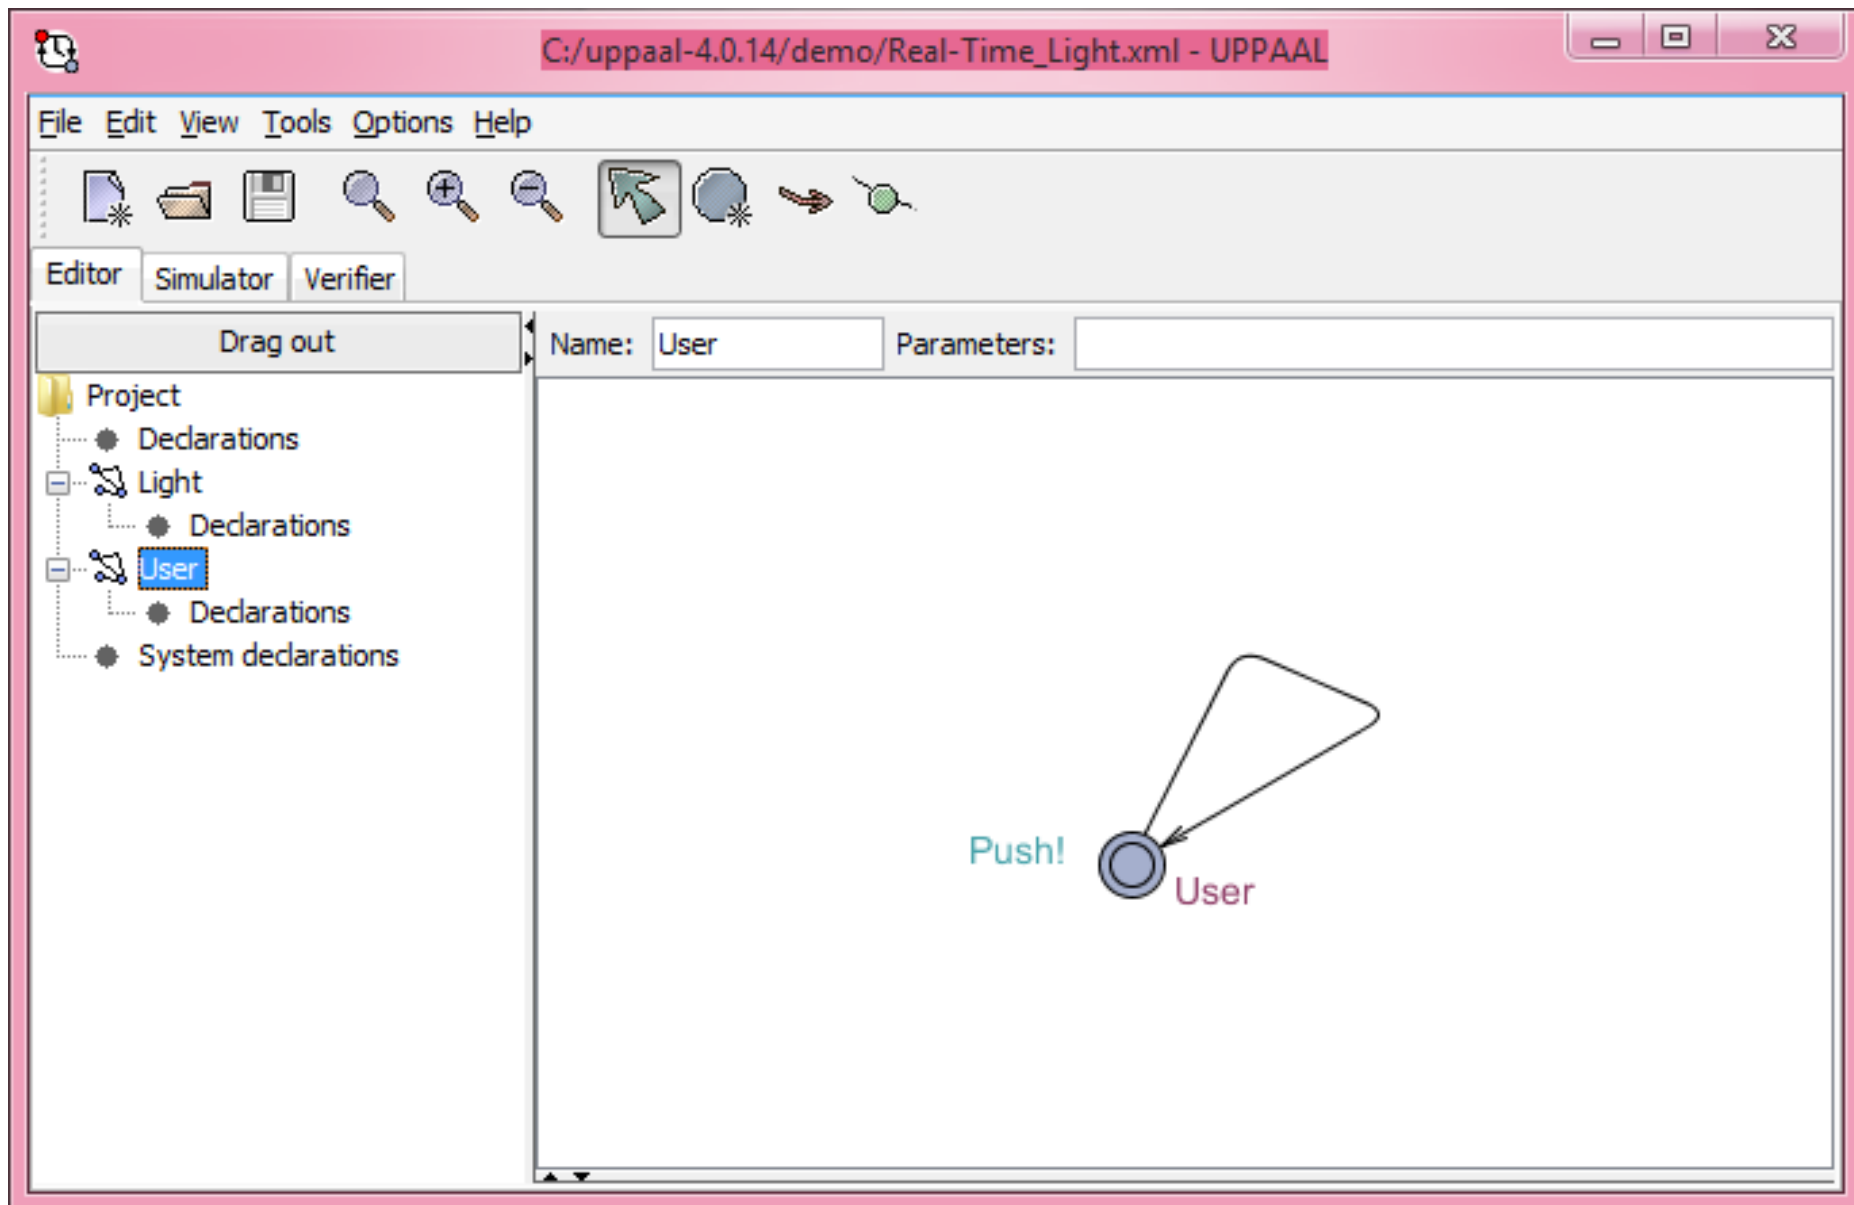 C:/uppaal-4.0.14/demo/Real-Time_Light.xml - UPPAAL
File Edit View Tools Options Help
Editor Simulator Verifier
Drag out
Name: User Parameters:
Project
Declarations
Light
Declarations
User
Declarations
System declarations
Push!
User